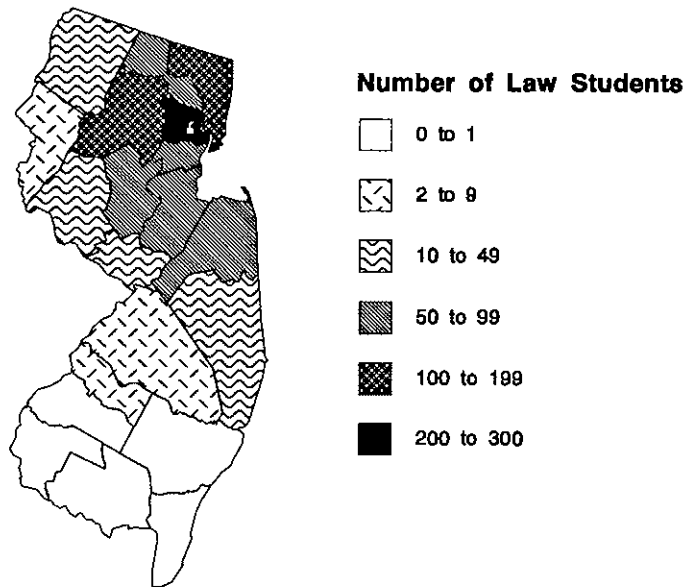 Number of Law Students
0 to 1
2 to 9
10 to 49
50 to 99
100 to 199
200 to 300